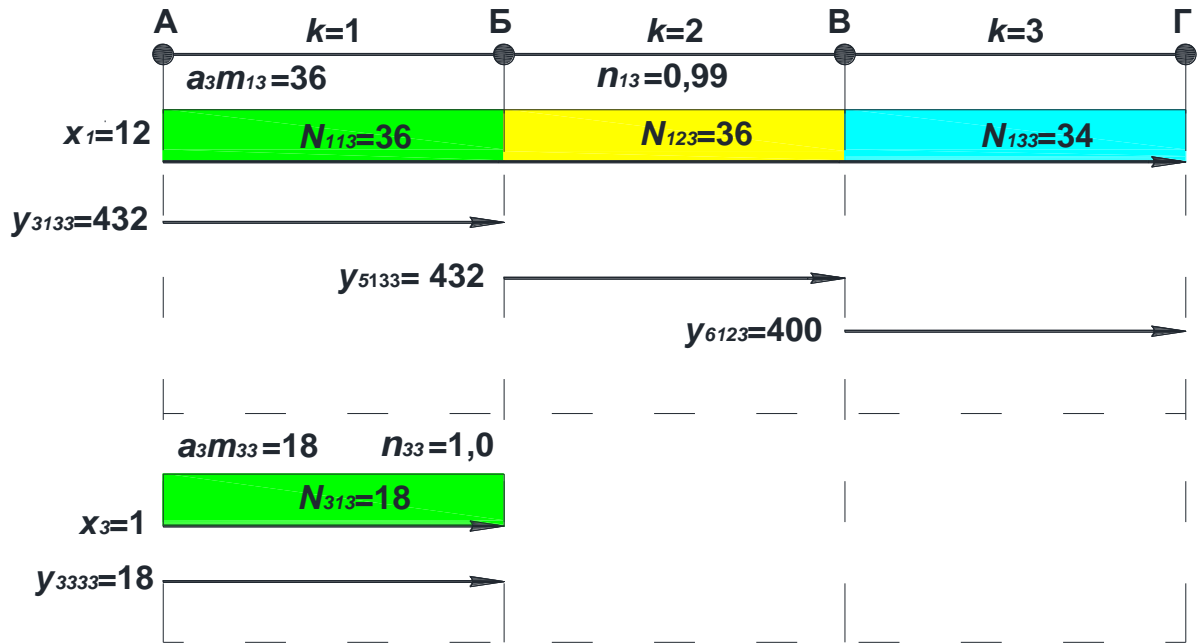 А Б В Г
k=1 k=2 k=3
a₃m₁₃=36 n₁₃=0,99
x₁=12 N₁₁₃=36 N₁₂₃=36 N₁₃₃=34
y₃₁₃₃=432
y₅₁₃₃= 432
y₆₁₂₃=400
a₃m₃₃=18 n₃₃=1,0
N₃₁₃=18
x₃=1
y₃₃₃₃=18